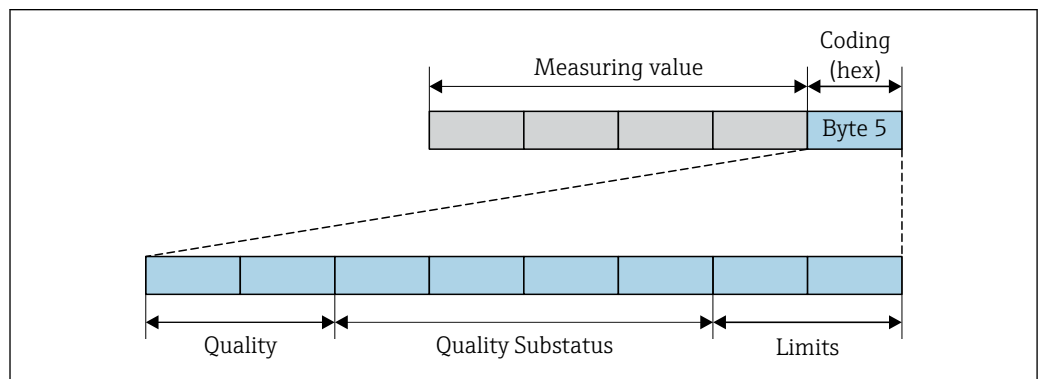 Coding
(hex)
Measuring value
Byte 5
Quality
Quality Substatus
Limits